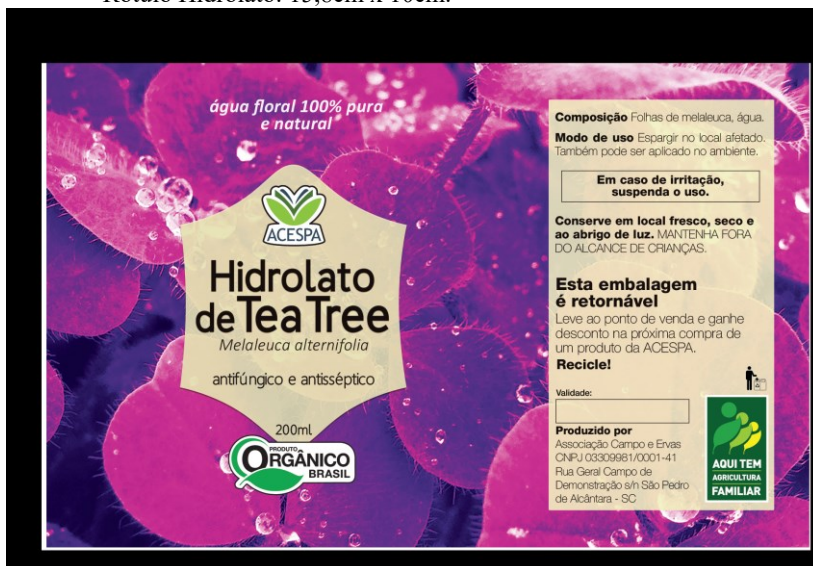 Rótulo Hidrolato: 15,8cm x 10cm.
água floral 100% pura
e natural
ACESPA
Hidrolato
de Tea Tree
Melaleuca alternifolia
antifúngico e antisséptico
200ml
PRODUTO
ORGÂNICO
BRASIL
Composição Folhas de melaleuca, água.
Modo de uso Espargir no local afetado.
Também pode ser aplicado no ambiente.
Em caso de irritação,
suspenda o uso.
Conserve em local fresco, seco e
ao abrigo de luz. MANTENHA FORA
DO ALCANCE DE CRIANÇAS.
Esta embalagem
é retornável
Leve ao ponto de venda e ganhe
desconto na próxima compra de
um produto da ACESPA.
Recicle!
Validade:
Produzido por
Associação Campo e Ervas
CNPJ 03309981/0001-41
Rua Geral Campo de
Demonstração s/n São Pedro
de Alcântara - SC
AQUI TEM
AGRICULTURA
FAMILIAR